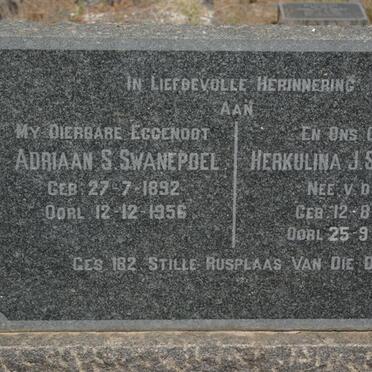 IN LIEFDEVOLLE HERINNERING
AAN
MY DIERBARE EGGENOOT
ADRIAAN S. SWANEPOEL
GEB. 27-7-1892
OORL. 12-12-1956
EN ONS
HERKULINA J. S
NEE V. D
GEB. 12-8
OORL. 25-9
GES. 182. STILLE RUSPLAAS VAN DIE D